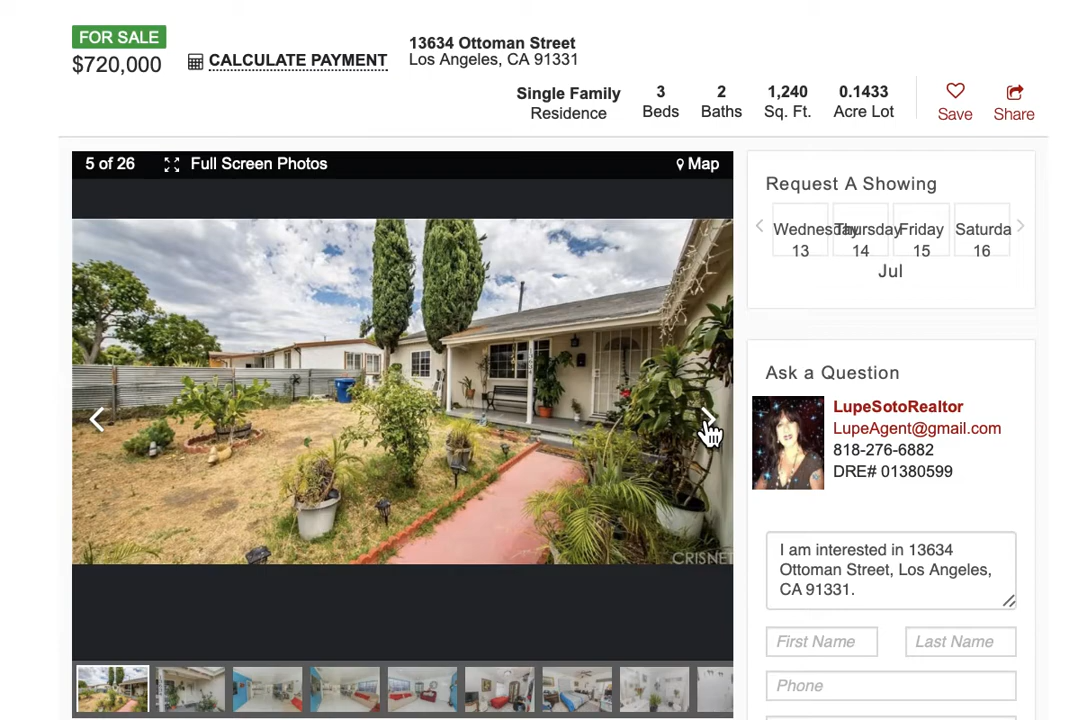 FOR SALE
$720,000
CALCULATE PAYMENT
13634 Ottoman Street
Los Angeles, CA 91331
Single Family
Residence
3
Beds
2
Baths
1,240
Sq. Ft.
0.1433
Acre Lot
Save
Share
5 of 26
Full Screen Photos
Map
CRISNET
Request A Showing
Wednesday
13
Thursday
14
Friday
15
Saturda
16
Jul
Ask a Question
LupeSotoRealtor
LupeAgent@gmail.com
818-276-6882
DRE# 01380599
I am interested in 13634
Ottoman Street, Los Angeles,
CA 91331.
First Name
Last Name
Phone